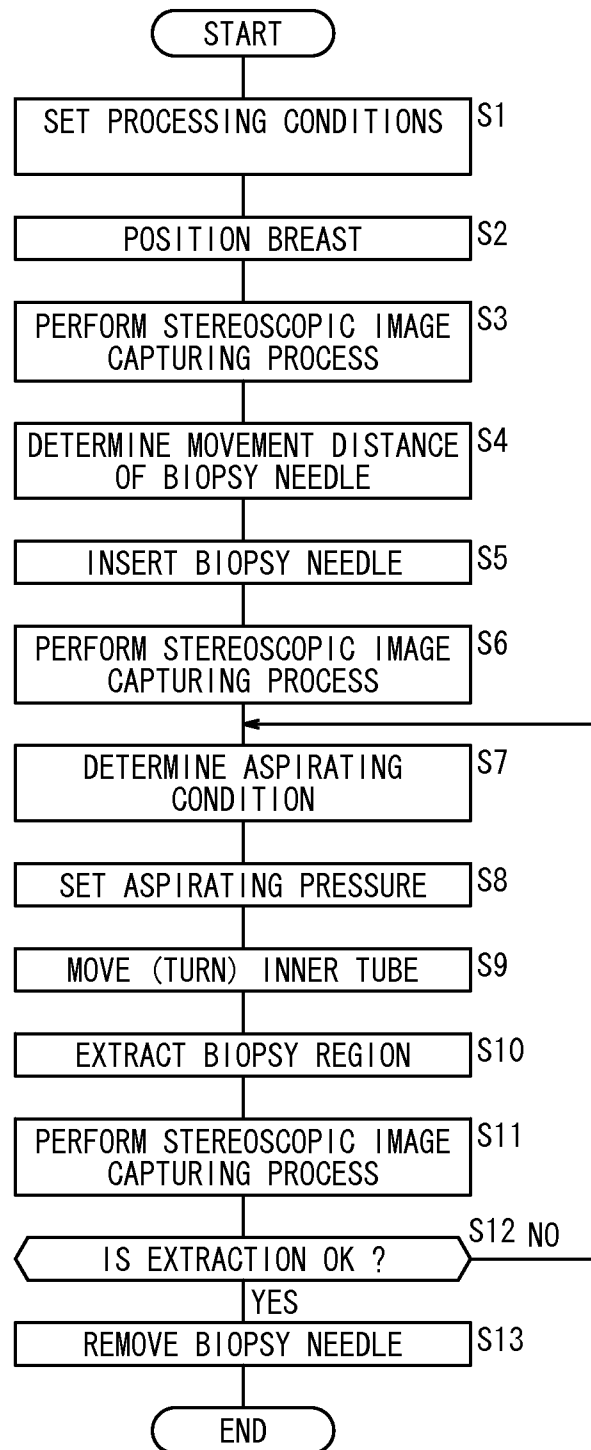 START
SET PROCESSING CONDITIONS S1
POSITION BREAST S2
PERFORM STEREOSCOPIC IMAGE S3
CAPTURING PROCESS
DETERMINE MOVEMENT DISTANCE S4
OF BIOPSY NEEDLE
INSERT BIOPSY NEEDLE S5
PERFORM STEREOSCOPIC IMAGE S6
CAPTURING PROCESS
DETERMINE ASPIRATING S7
CONDITION
SET ASPIRATING PRESSURE S8
MOVE (TURN) INNER TUBE S9
EXTRACT BIOPSY REGION S10
PERFORM STEREOSCOPIC IMAGE S11
CAPTURING PROCESS
IS EXTRACTION OK ? S12 NO
YES
REMOVE BIOPSY NEEDLE S13
END